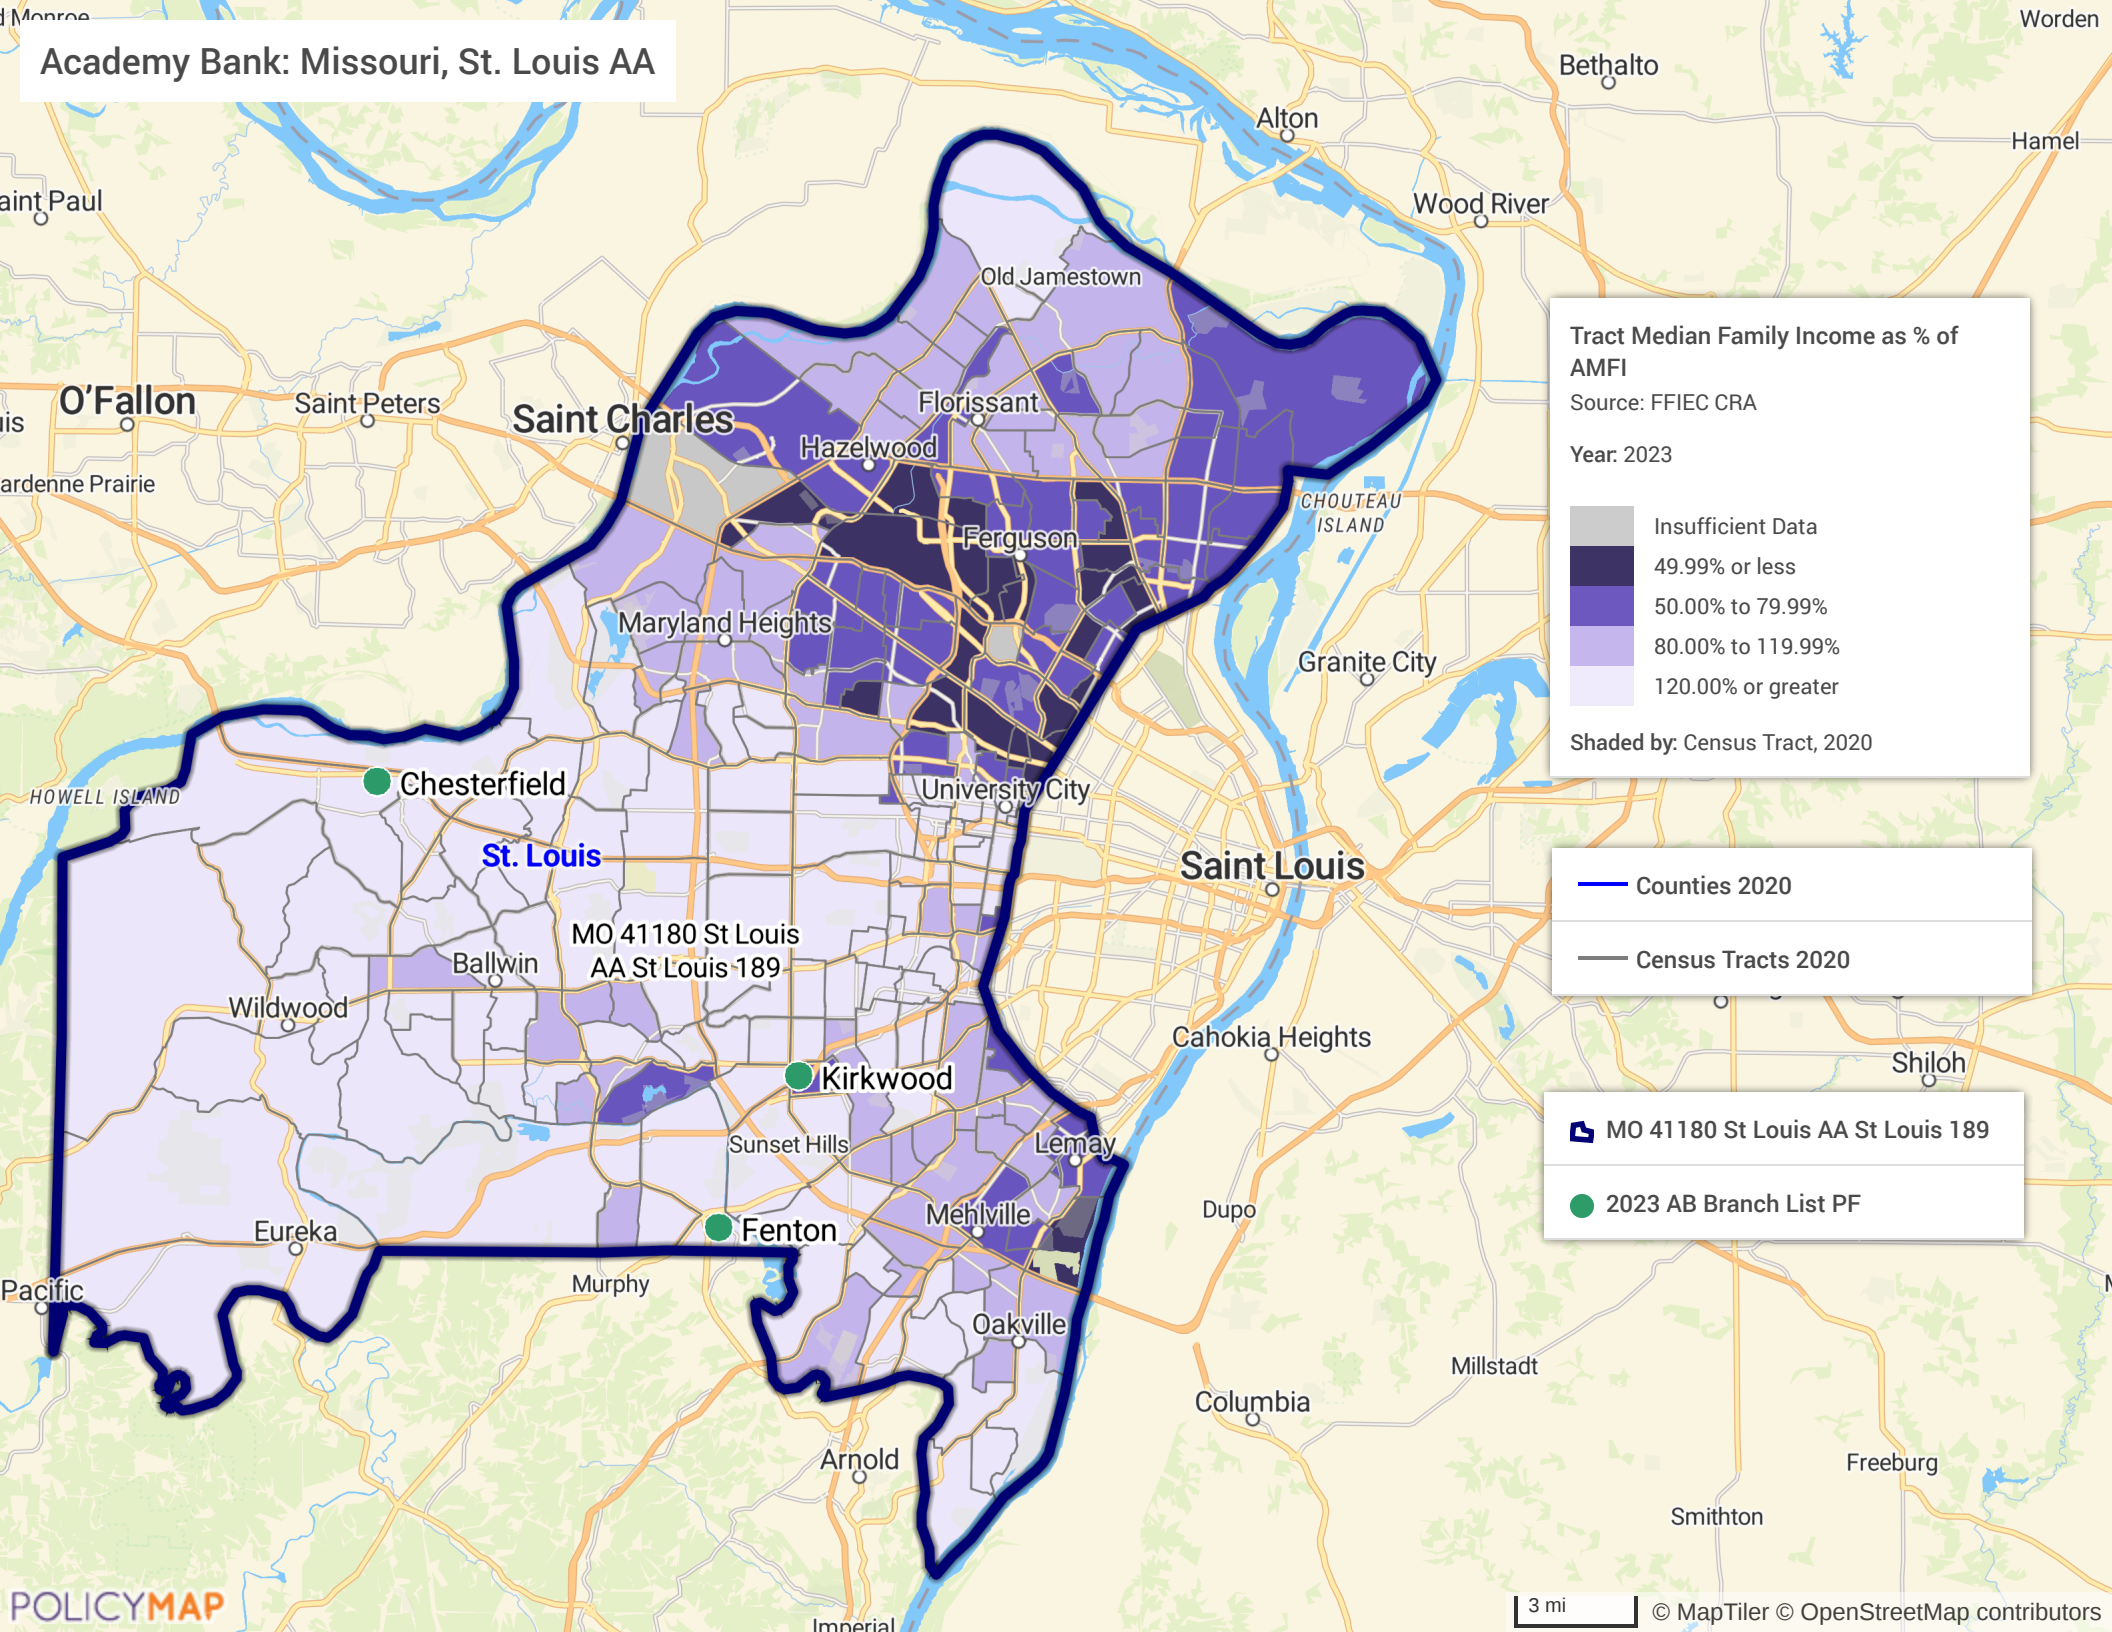 Monroe
Worden
Academy Bank: Missouri, St. Louis AA
Bethalto
Alton
Hamel
aint Paul
Wood River
Old Jamestown
Tract Median Family Income as % of
AMFI
Source: FFIEC CRA
Year: 2023
Insufficient Data
49.99% or less
50.00% to 79.99%
80.00% to 119.99%
120.00% or greater
Shaded by: Census Tract, 2020
O'Fallon
Saint Peters
Saint Charles
Florissant
uis
Hazelwood
ardenne Prairie
CHOUTEAU
ISLAND
Ferguson
Maryland Heights
Granite City
Chesterfield
HOWELL ISLAND
University City
St. Louis
Saint Louis
Counties 2020
Census Tracts 2020
MO 41180 St Louis
AA St Louis 189
Ballwin
Wildwood
Cahokia Heights
Shiloh
Kirkwood
Sunset Hills
Lemay
MO 41180 St Louis AA St Louis 189
2023 AB Branch List PF
Dupo
Mehlville
Eureka
Fenton
Pacific
Murphy
Oakville
Millstadt
Columbia
Arnold
Freeburg
Smithton
POLICYMAP
Imperial
3 mi
© MapTiler © OpenStreetMap contributors